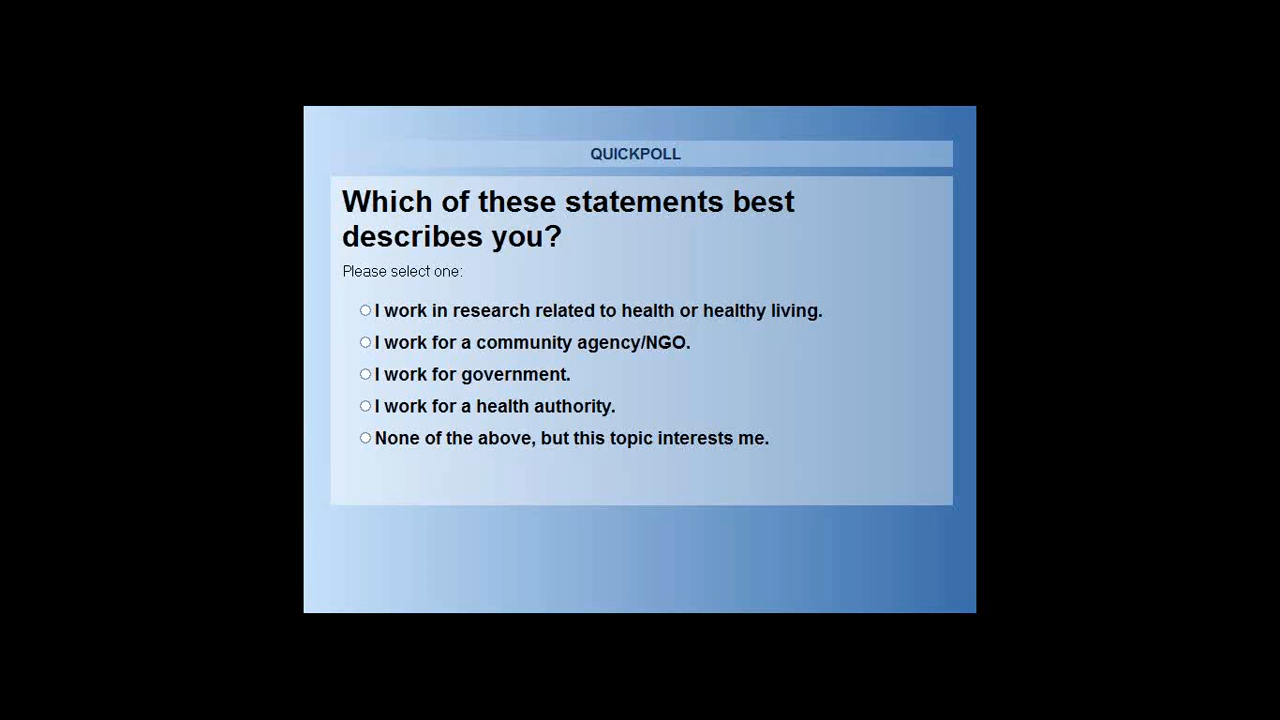 QUICKPOLL
Which of these statements best
describes you?
Please select one:
I work in research related to health or healthy living.
I work for a community agency/NGO.
I work for government.
I work for a health authority.
None of the above, but this topic interests me.